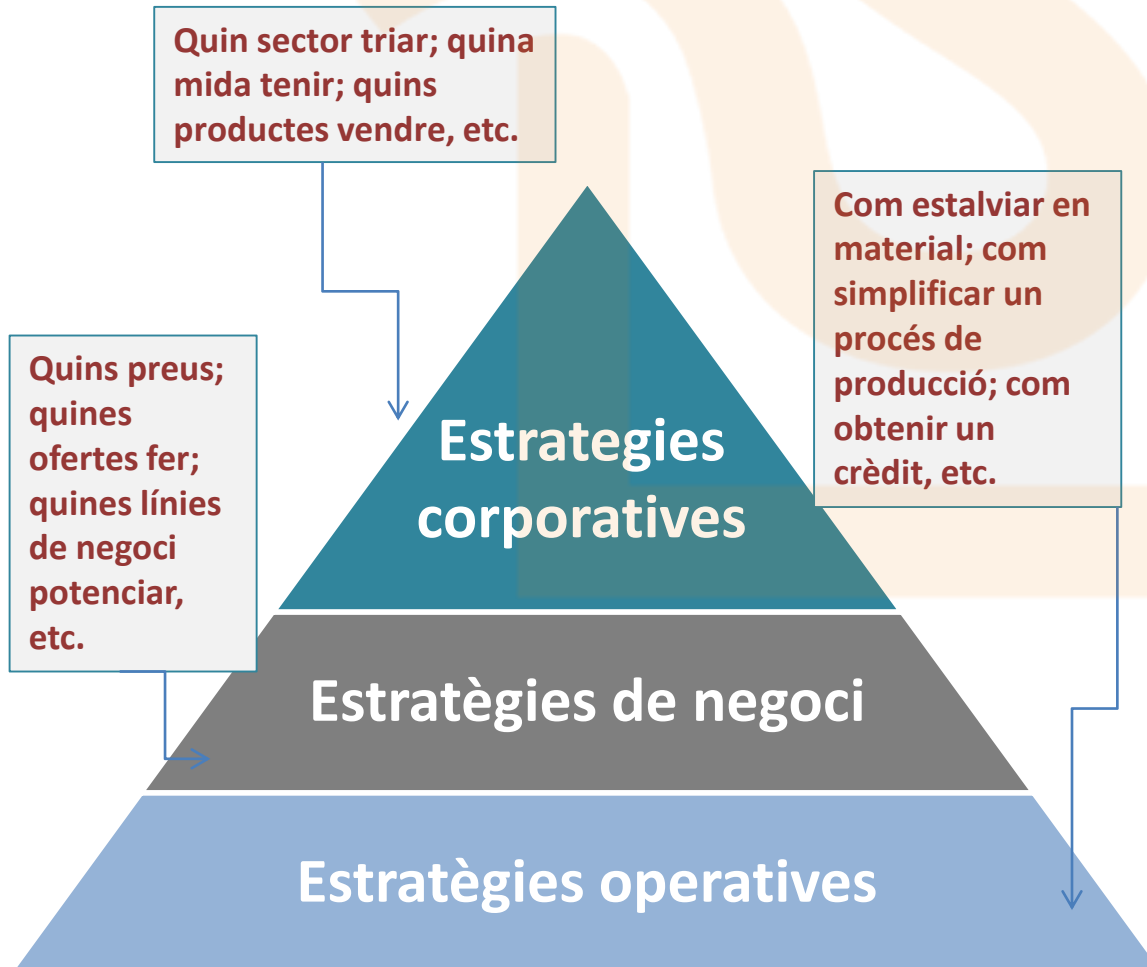 Quin sector triar; quina
mida tenir; quins
productes vendre, etc.
Com estalviar en
material; com
simplificar un
procés de
producció; com
obtenir un
crèdit, etc.
Quins preus;
quines
ofertes fer;
quines línies
de negoci
potenciar,
etc.
Estrategies
corporatives
Estratègies de negoci
Estratègies operatives